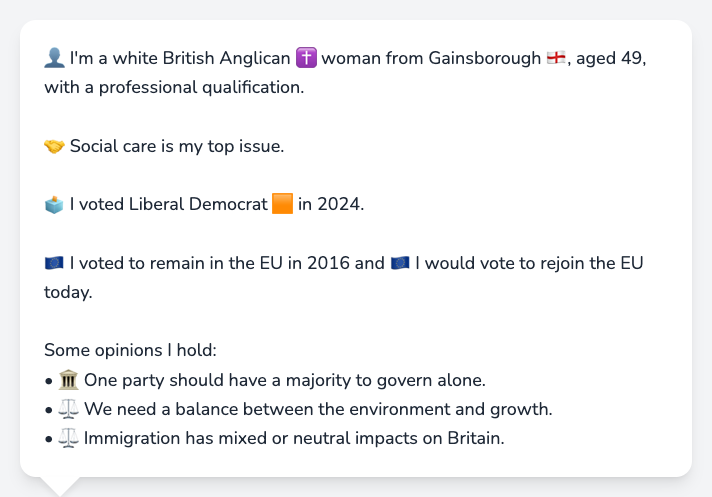 👤 I'm a white British Anglican ✝️ woman from Gainsborough 🏴󠁧󠁢󠁥󠁮󠁧󠁿, aged 49,
with a professional qualification.
🤝 Social care is my top issue.
🗳️ I voted Liberal Democrat 🟧 in 2024.
🇪🇺 I voted to remain in the EU in 2016 and 🇪🇺 I would vote to rejoin the EU
today.
Some opinions I hold:
• 🏛️ One party should have a majority to govern alone.
• ⚖️ We need a balance between the environment and growth.
• ⚖️ Immigration has mixed or neutral impacts on Britain.